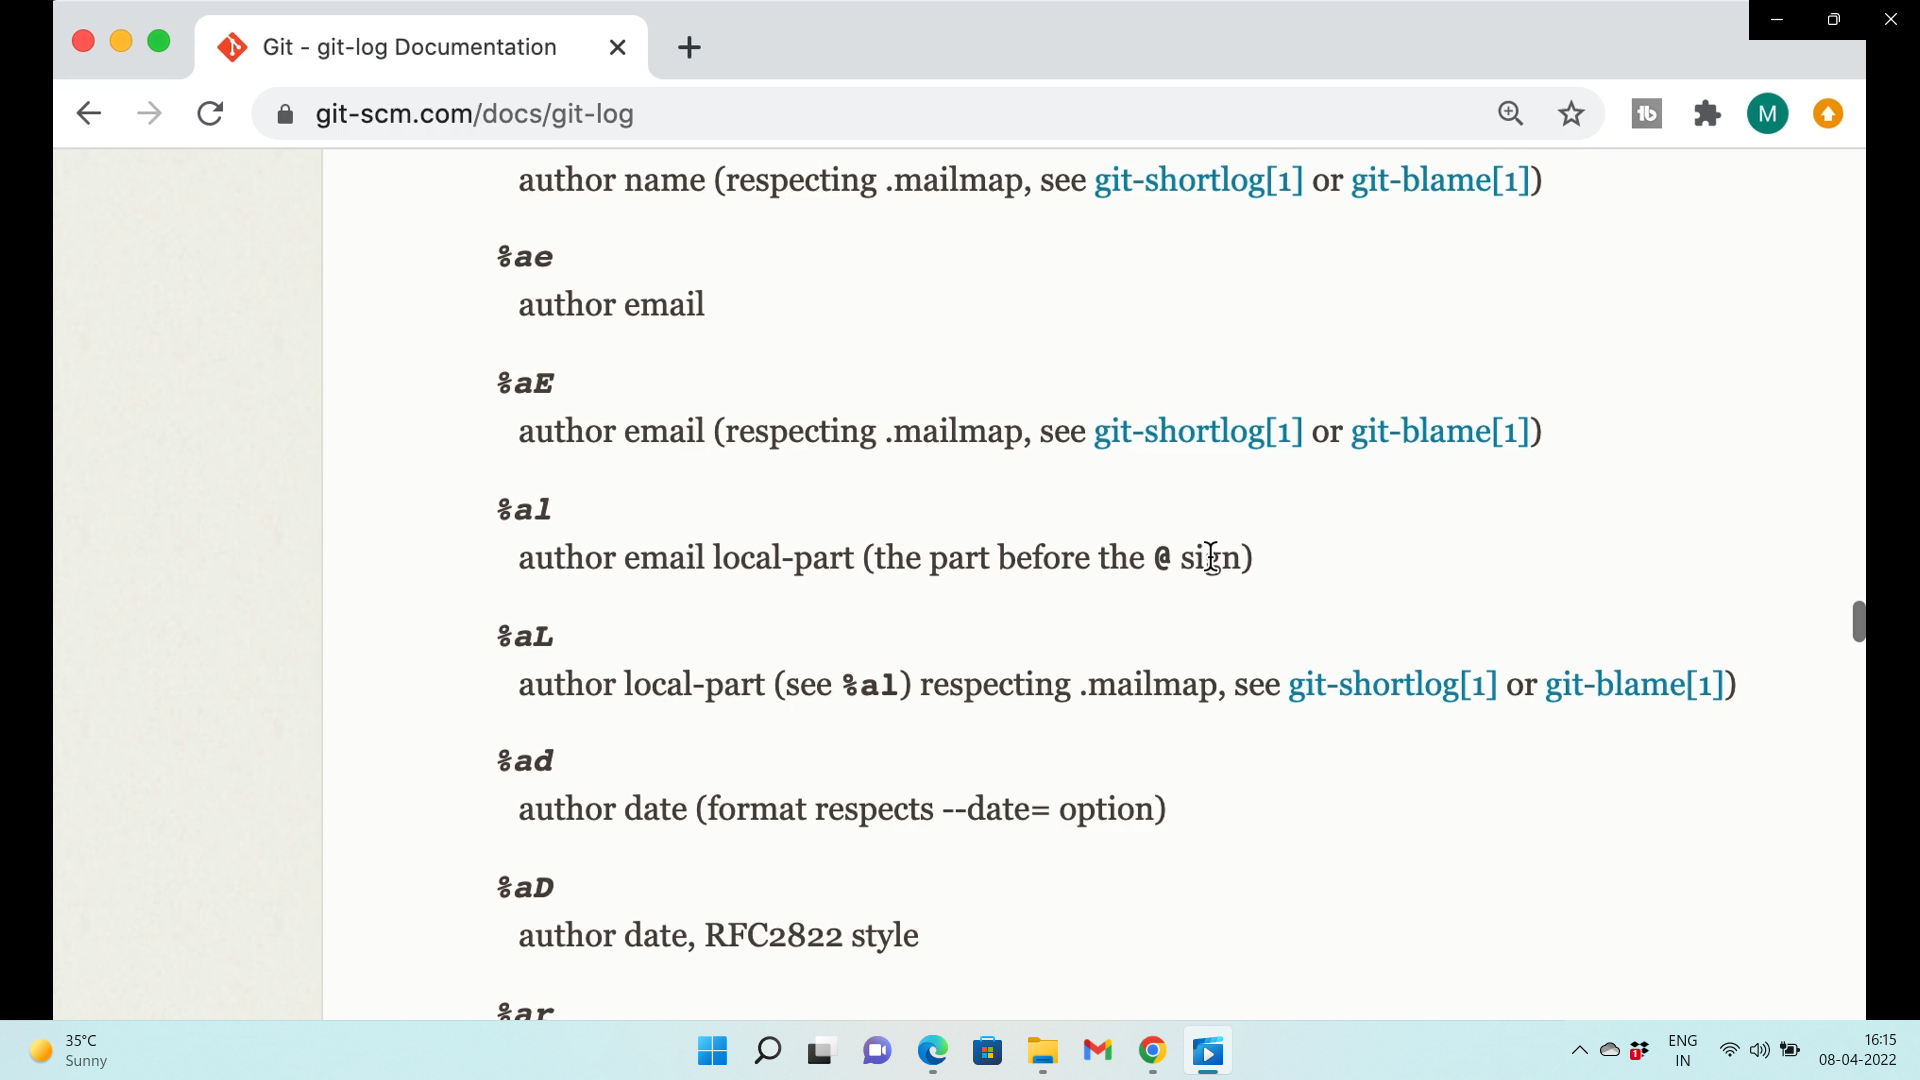 Git - git-log Documentation
git-scm.com/docs/git-log
M
author name (respecting .mailmap, see git-shortlog[1] or git-blame[1])
%ae
author email
%aE
author email (respecting .mailmap, see git-shortlog[1] or git-blame[1])
%al
author email local-part (the part before the @ sign)
%aL
author local-part (see %al) respecting .mailmap, see git-shortlog[1] or git-blame[1])
%ad
author date (format respects --date= option)
%aD
author date, RFC2822 style
%ar
35°C
Sunny
1
ENG
IN
16:15
08-04-2022